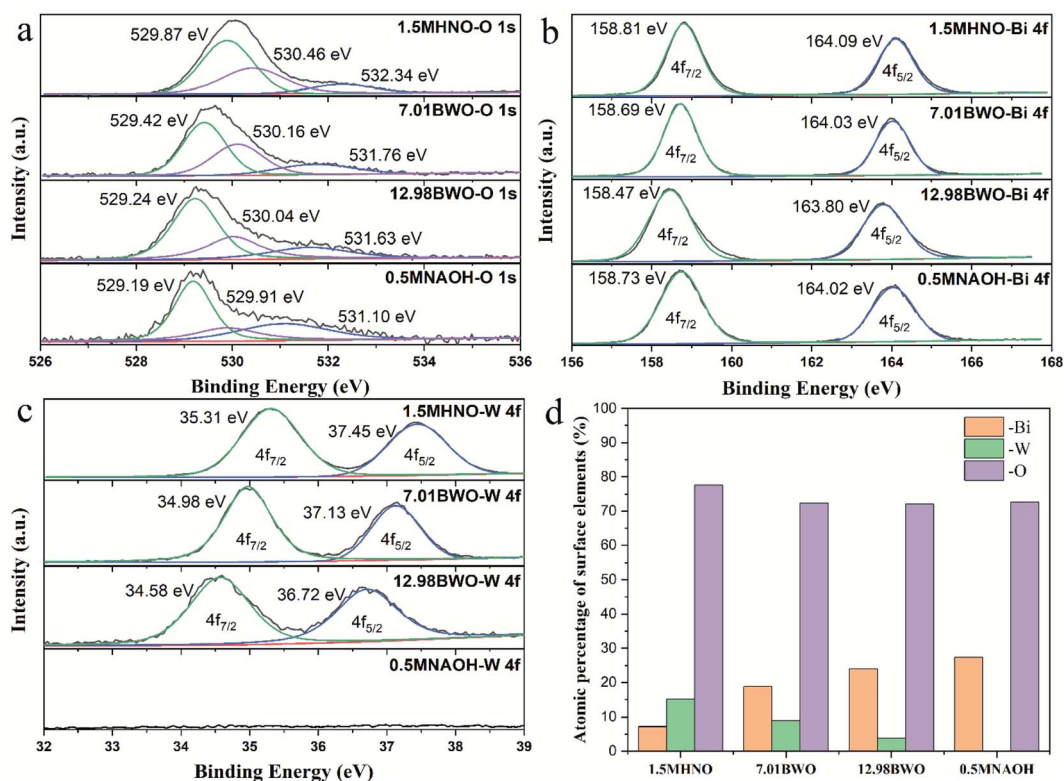 a
1.5MHNO-O 1s
529.87 eV
530.46 eV
532.34 eV
7.01BWO-O 1s
529.42 eV
530.16 eV
531.76 eV
12.98BWO-O 1s
529.24 eV
530.04 eV
531.63 eV
0.5MNAOH-O 1s
529.19 eV
529.91 eV
531.10 eV
526 528 530 532 534 536
Binding Energy (eV)
Intensity (a.u.)
b
1.5MHNO-Bi 4f
158.81 eV
164.09 eV
4f7/2
4f5/2
7.01BWO-Bi 4f
158.69 eV
164.03 eV
4f7/2
4f5/2
12.98BWO-Bi 4f
158.47 eV
163.80 eV
4f7/2
4f5/2
0.5MNAOH-Bi 4f
158.73 eV
164.02 eV
4f7/2
4f5/2
156 158 160 162 164 166 168
Binding Energy (eV)
Intensity (a.u.)
c
1.5MHNO-W 4f
35.31 eV
37.45 eV
4f7/2
4f5/2
7.01BWO-W 4f
34.98 eV
37.13 eV
4f7/2
4f5/2
12.98BWO-W 4f
34.58 eV
36.72 eV
4f7/2
4f5/2
0.5MNAOH-W 4f
32 33 34 35 36 37 38 39
Binding Energy (eV)
Intensity (a.u.)
d
100
90
80
70
60
50
40
30
20
10
0
Atomic percentage of surface elements (%)
-Bi
-W
-O
1.5MHNO 7.01BWO 12.98BWO 0.5MNAOH